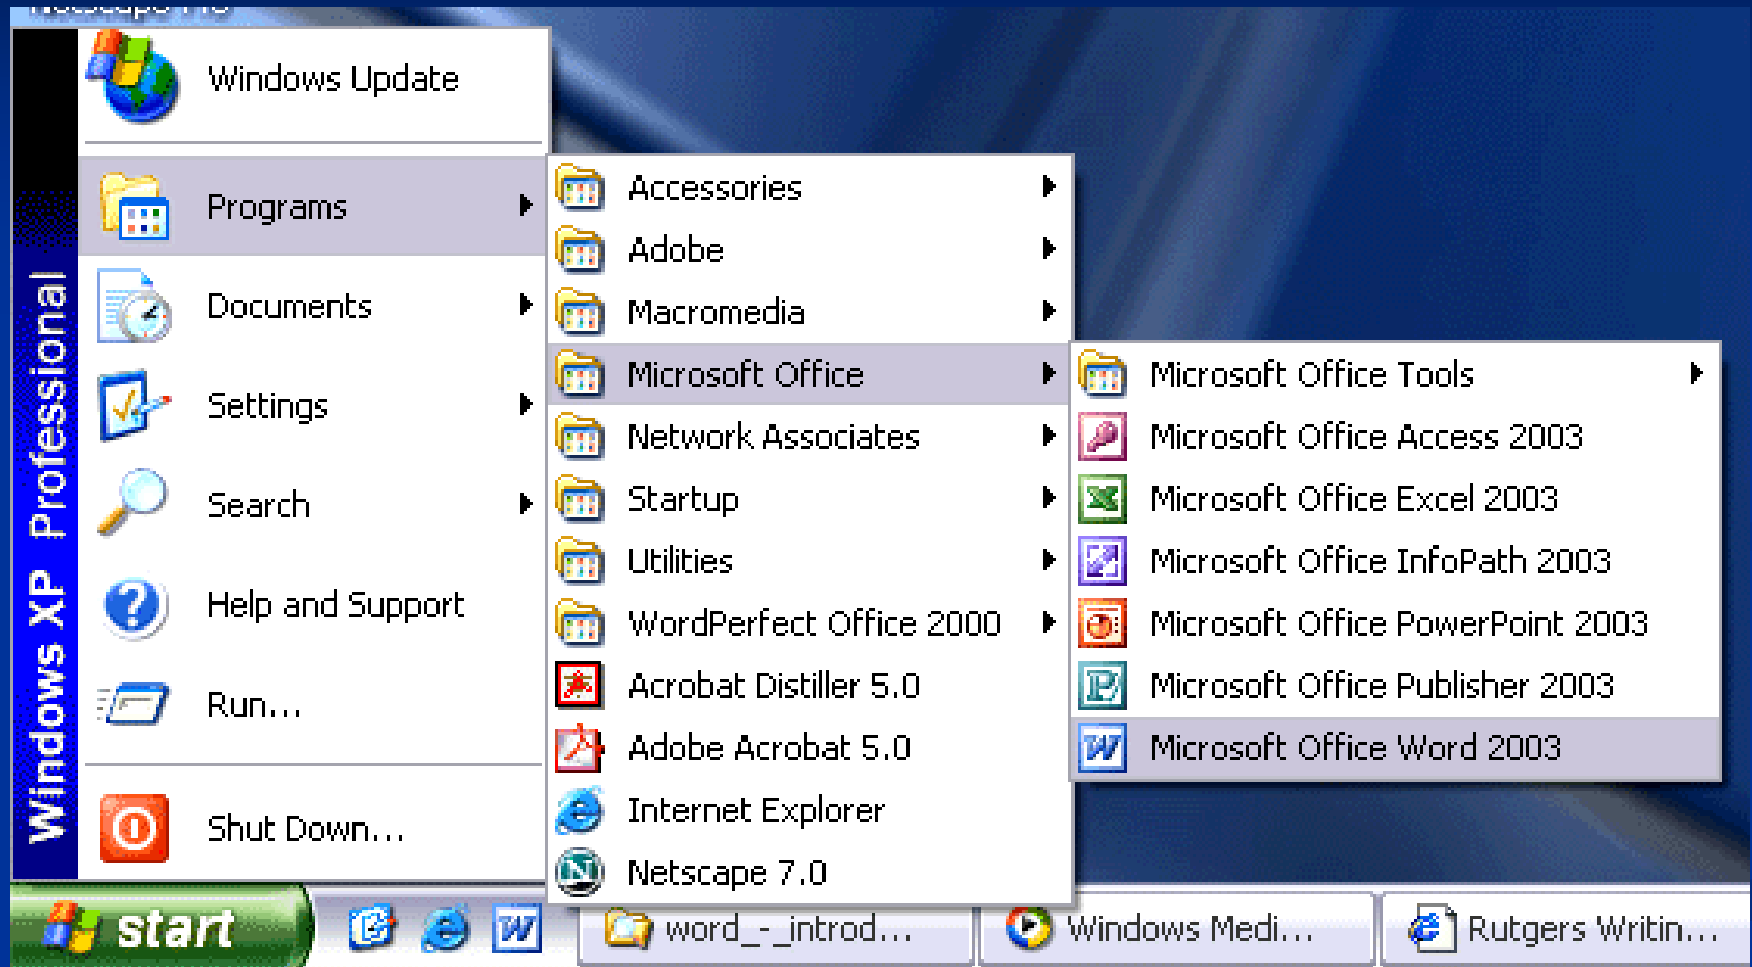 Netscape 7.0
Windows Update
Programs
Documents
Settings
Search
Help and Support
Run...
Shut Down...
Windows XP Professional
Accessories
Adobe
Macromedia
Microsoft Office
Network Associates
Startup
Utilities
WordPerfect Office 2000
Acrobat Distiller 5.0
Adobe Acrobat 5.0
Internet Explorer
Netscape 7.0
Microsoft Office Tools
Microsoft Office Access 2003
Microsoft Office Excel 2003
Microsoft Office InfoPath 2003
Microsoft Office PowerPoint 2003
Microsoft Office Publisher 2003
Microsoft Office Word 2003
start
word_-_introd...
Windows Medi...
Rutgers Writin...